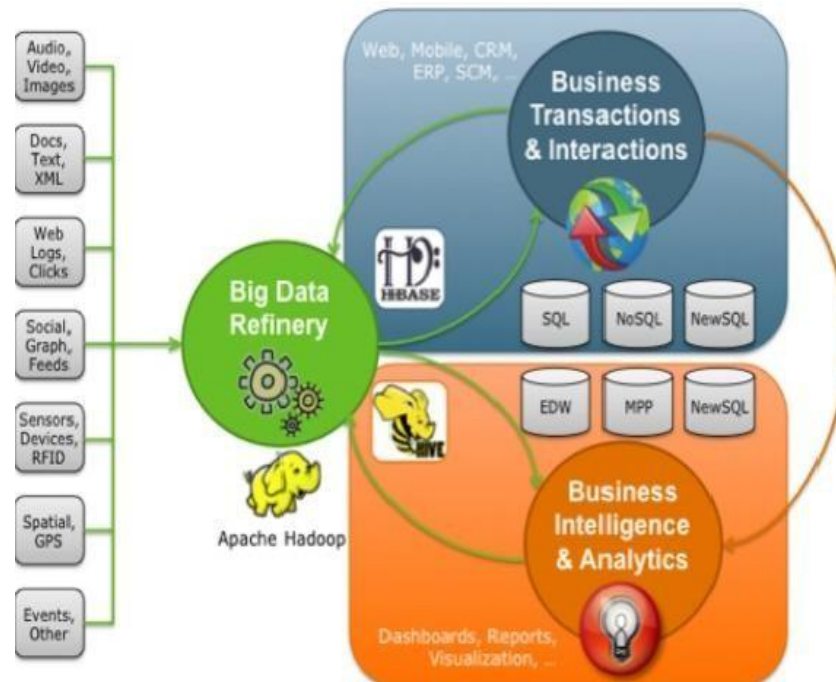 Audio,
Video,
Images
Docs,
Text,
XML
Web
Logs,
Clicks
Social,
Graph,
Feeds
Sensors,
Devices,
RFID
Spatial,
GPS
Events,
Other
Big Data
Refinery
Apache Hadoop
Web, Mobile, CRM,
ERP, SCM, ...
Business
Transactions
& Interactions
HBASE
SQL
NoSQL
NewSQL
EDW
MPP
NewSQL
HIVE
Business
Intelligence
& Analytics
Dashboards, Reports,
Visualization, ...